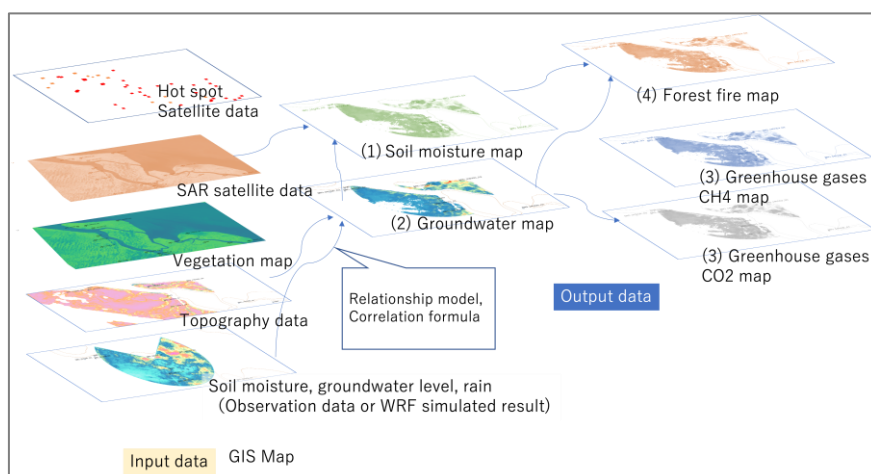 Hot spot
Satellite data
SAR satellite data
Vegetation map
Topography data
Soil moisture, groundwater level, rain
(Observation data or WRF simulated result)
Input data
GIS Map
(1) Soil moisture map
(2) Groundwater map
Relationship model,
Correlation formula
(4) Forest fire map
(3) Greenhouse gases
CH4 map
(3) Greenhouse gases
CO2 map
Output data